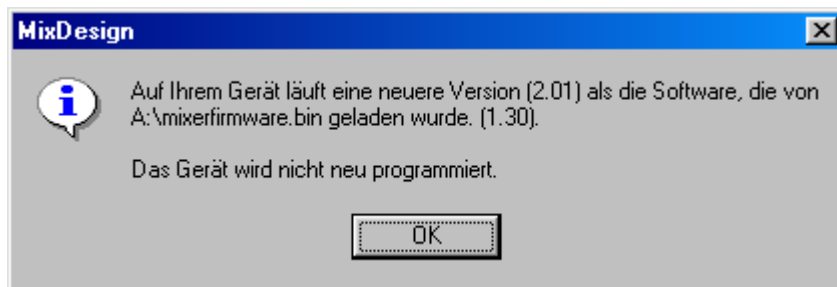 MixDesign
Auf Ihrem Gerät läuft eine neuere Version (2.01) als die Software, die von
A:\mixerfirmware.bin geladen wurde. (1.30).
Das Gerät wird nicht neu programmiert.
OK